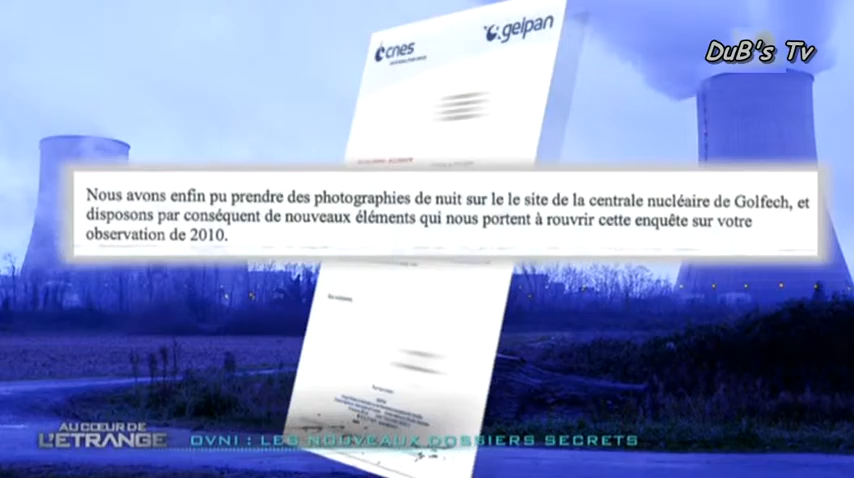 cnes
geipan
DuB's Tv
Nous avons enfin pu prendre des photographies de nuit sur le le site de la centrale nucléaire de Golfech, et
disposons par conséquent de nouveaux éléments qui nous portent à rouvrir cette enquête sur votre
observation de 2010.
AU CŒUR DE
L'ETRANGE
OVNI : LES NOUVEAUX DOSSIERS SECRETS